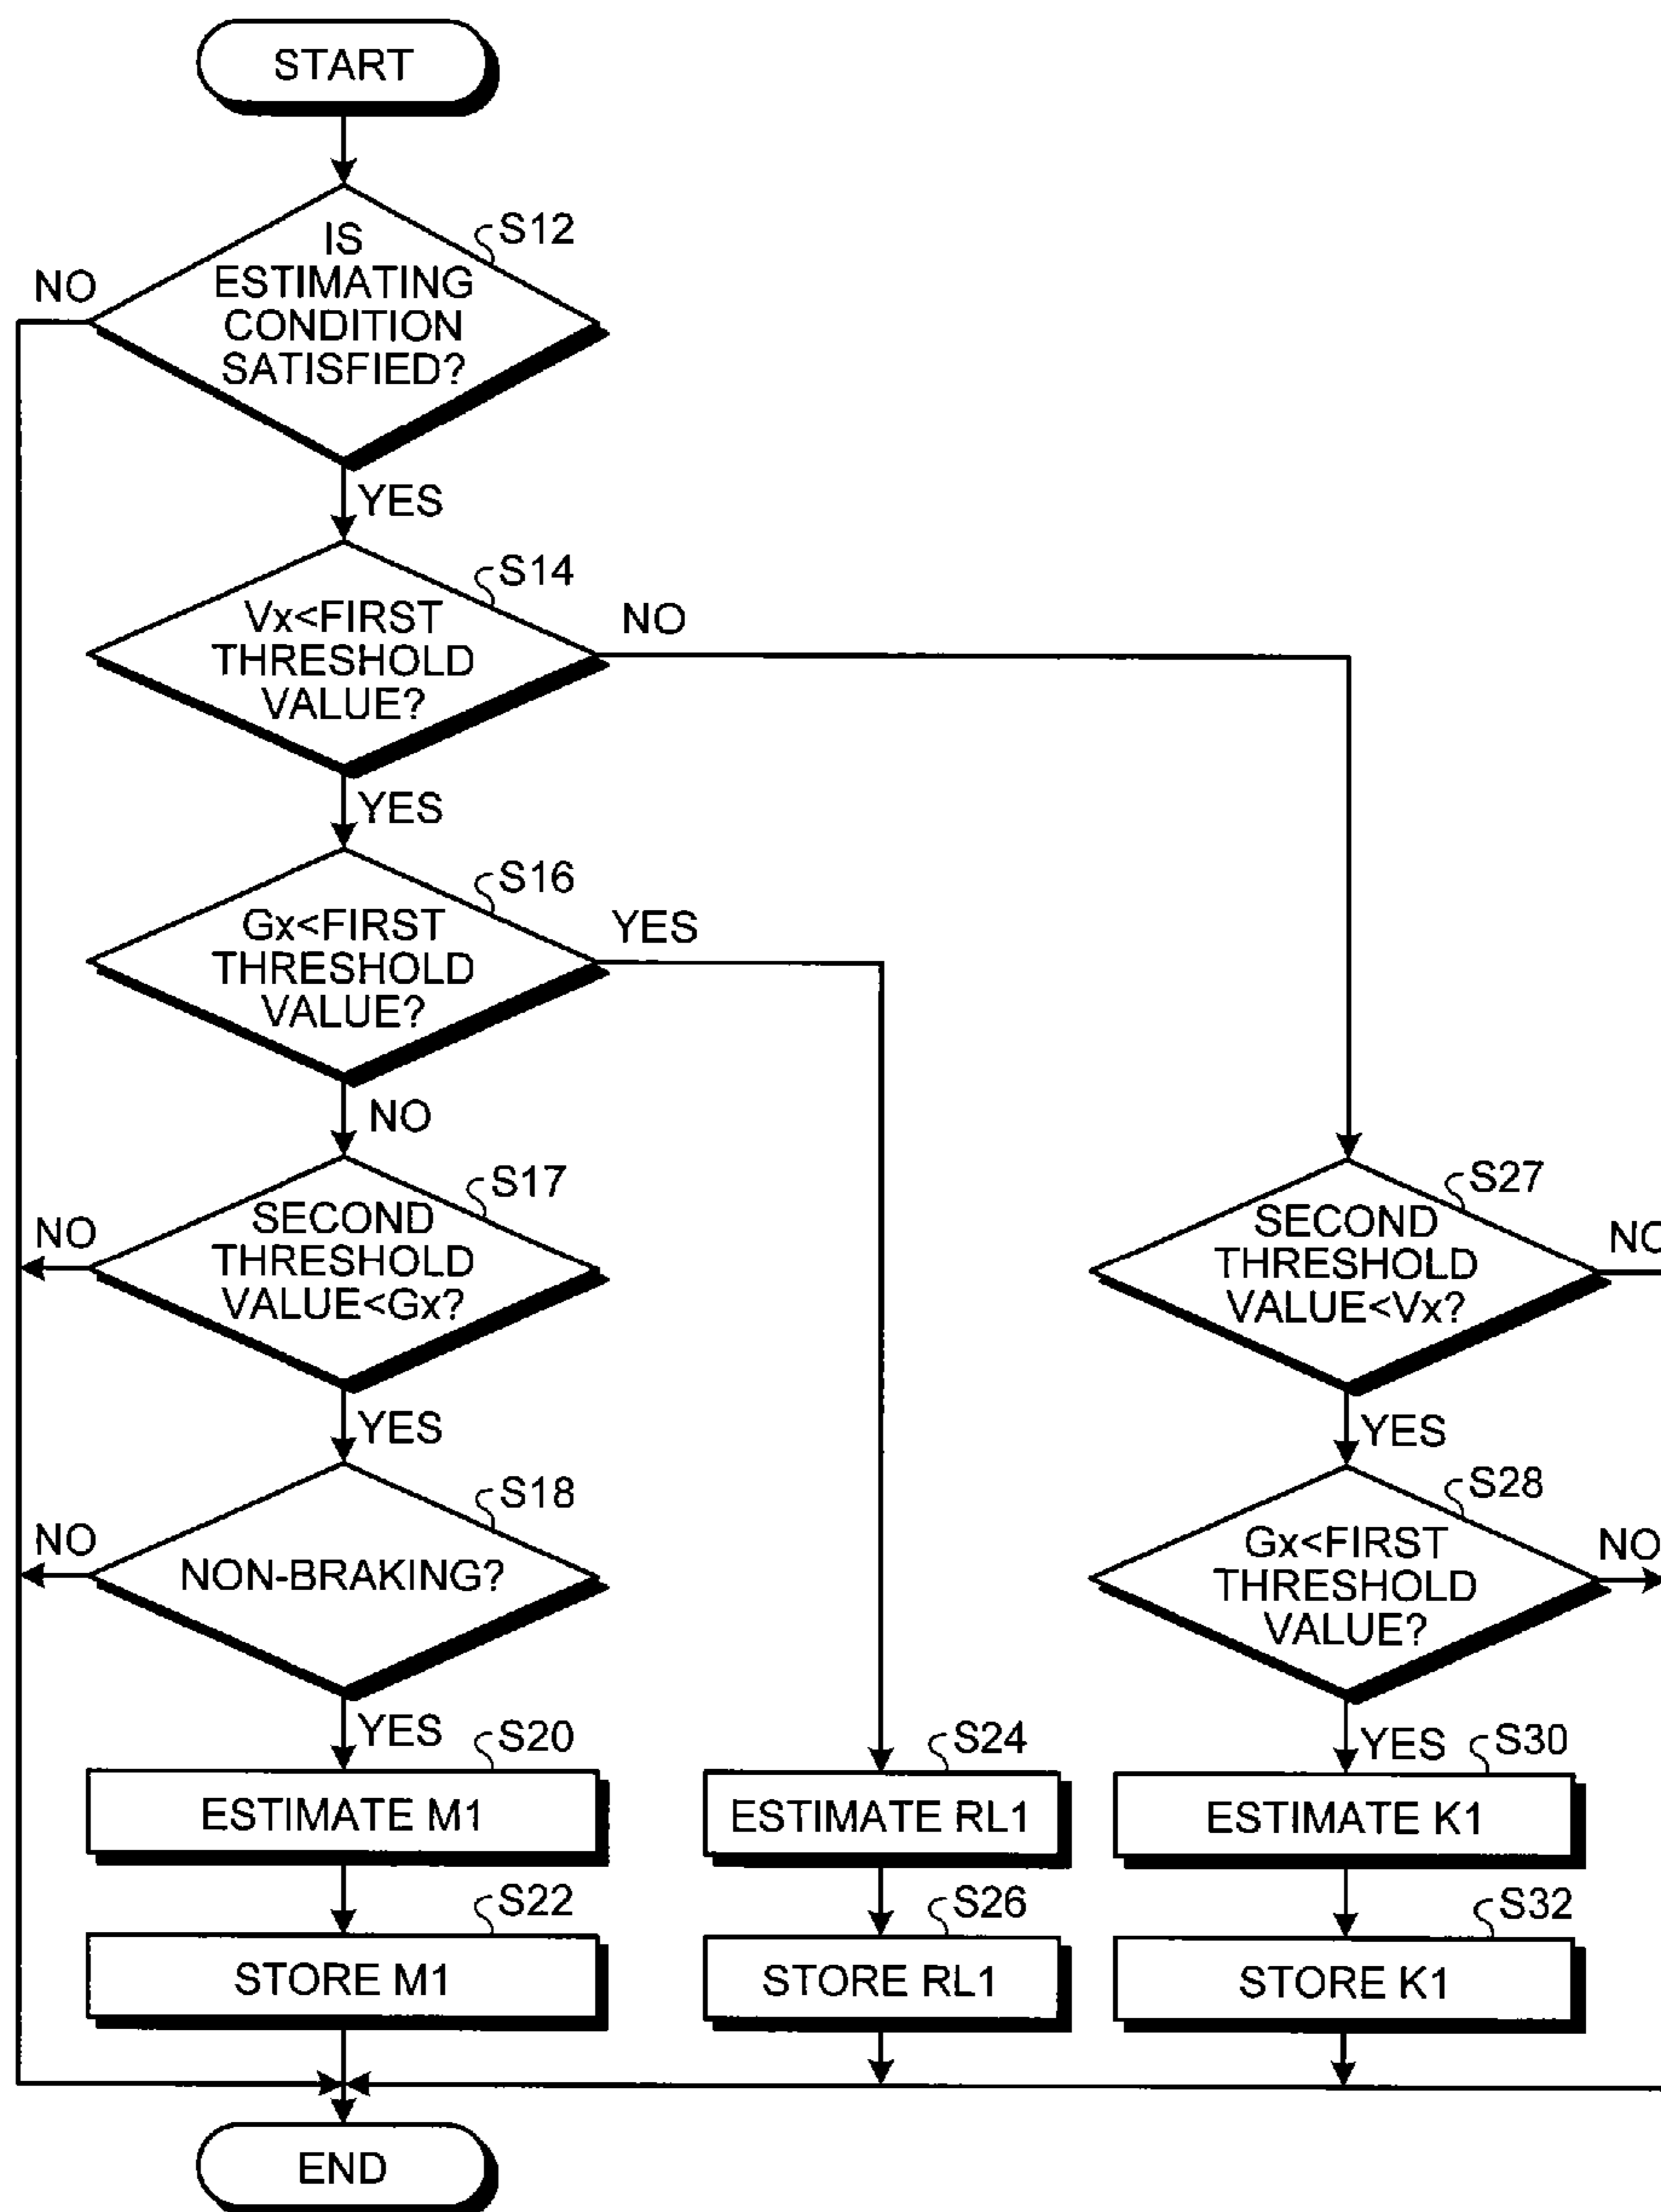 START
S12
IS
ESTIMATING
CONDITION
SATISFIED?
NO
YES
S14
Vx<FIRST
THRESHOLD
VALUE?
NO
YES
S16
Gx<FIRST
THRESHOLD
VALUE?
YES
NO
S17
SECOND
THRESHOLD
VALUE<Gx?
NO
YES
S27
SECOND
THRESHOLD
VALUE<Vx?
NO
YES
S18
NON-BRAKING?
NO
YES
S28
Gx<FIRST
THRESHOLD
VALUE?
NO
YES
S20
ESTIMATE M1
S24
ESTIMATE RL1
S30
ESTIMATE K1
S22
STORE M1
S26
STORE RL1
S32
STORE K1
END